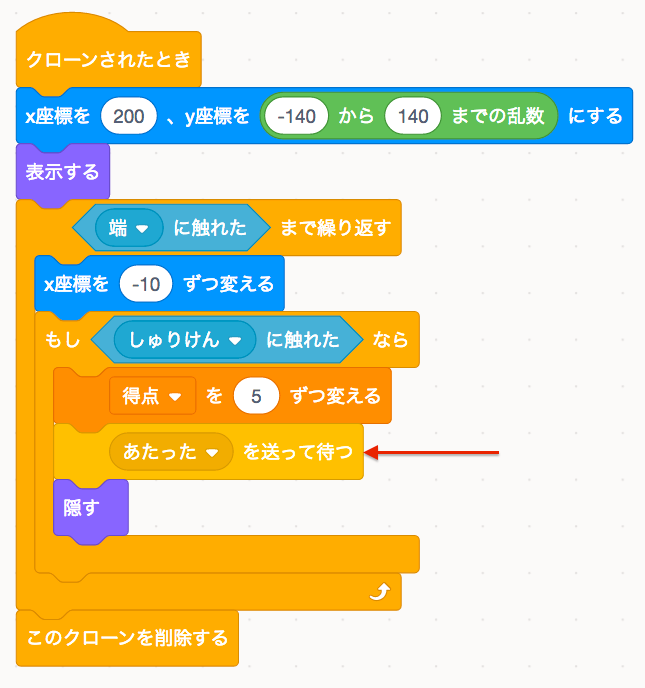 クローンされたとき
x座標を 200 、y座標を -140 から 140 までの乱数 にする
表示する
端 に触れた まで繰り返す
x座標を -10 ずつ変える
もし しゅりけん に触れた なら
得点 を 5 ずつ変える
あたった を送って待つ
隠す
このクローンを削除する